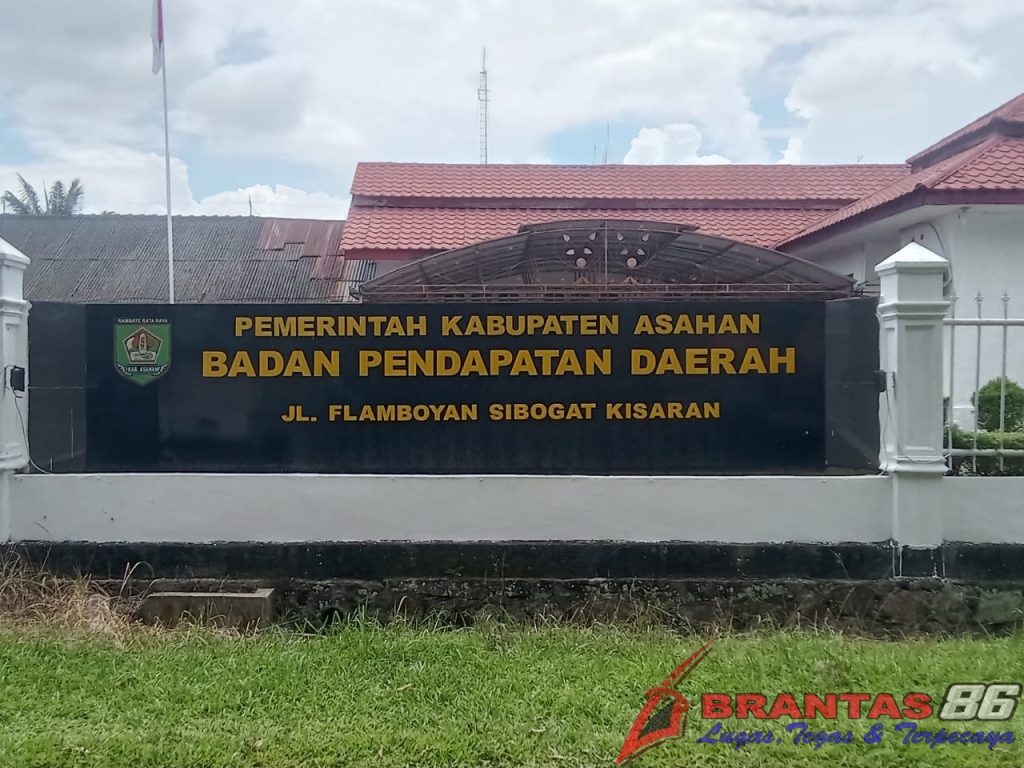 RAMBATE RATA RAYA
KAB. ASAHAN
PEMERINTAH KABUPATEN ASAHAN
BADAN PENDAPATAN DAERAH
JL. FLAMBOYAN SIBOGAT KISARAN
BRANTAS 86
Lugas, Tegas & Terpecaya